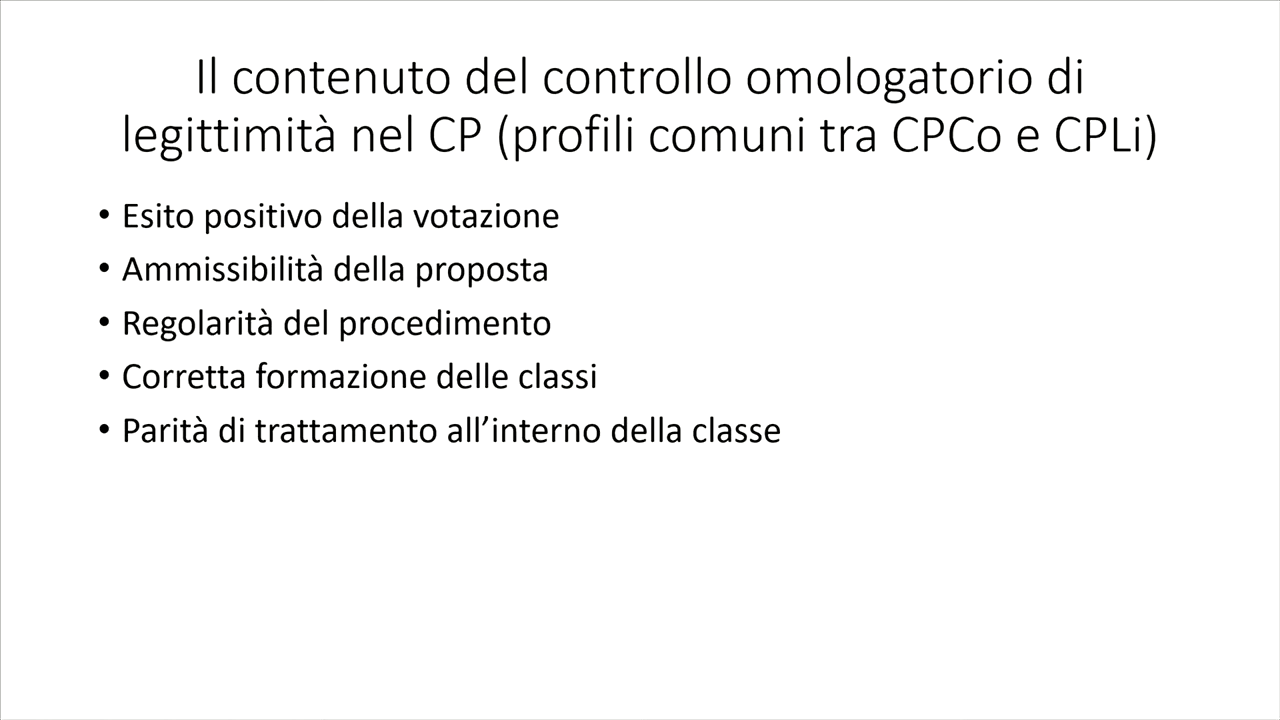 Il contenuto del controllo omologatorio di
legittimità nel CP (profili comuni tra CPCo e CPLi)
• Esito positivo della votazione
• Ammissibilità della proposta
• Regolarità del procedimento
• Corretta formazione delle classi
• Parità di trattamento all’interno della classe